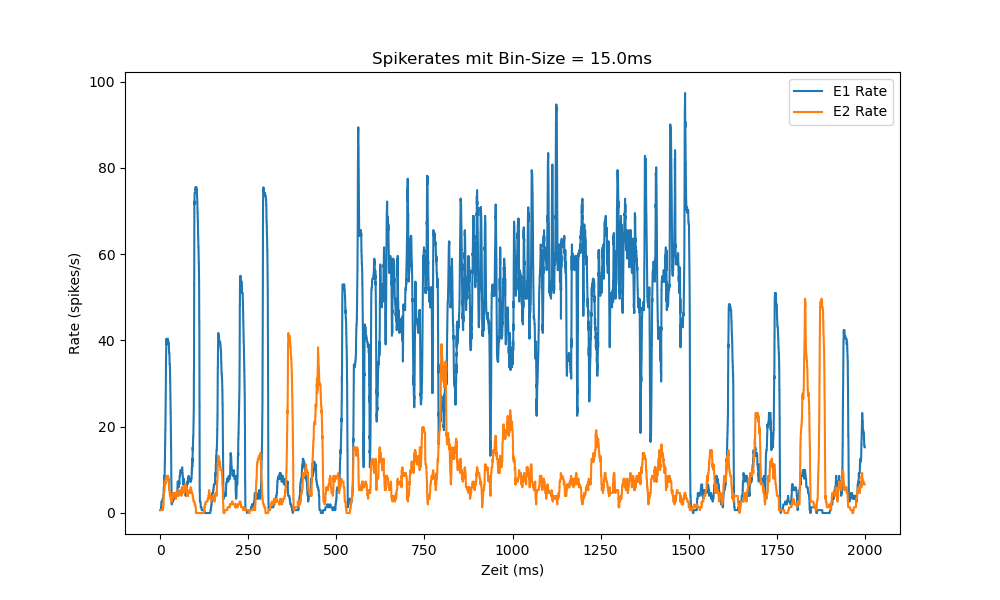 Spikerates mit Bin-Size = 15.0ms
E1 Rate
E2 Rate
Rate (spikes/s)
100
80
60
40
20
0
0 250 500 750 1000 1250 1500 1750 2000
Zeit (ms)